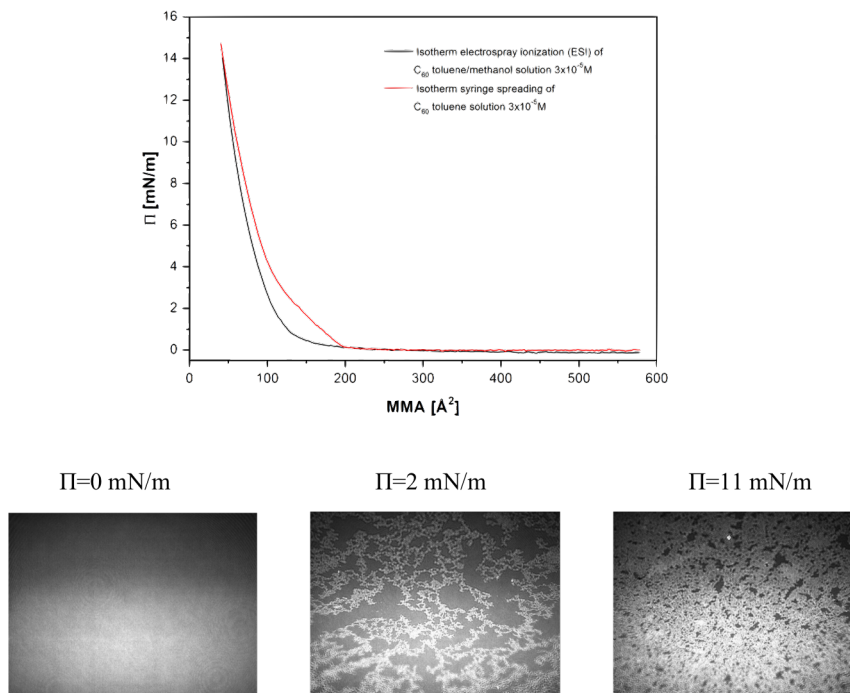 16
14
12
10
8
6
4
2
0
Π [mN/m]
Isotherm electrospray ionization (ESI) of
C₆₀ toluene/methanol solution 3x10⁻⁵M
Isotherm syringe spreading of
C₆₀ toluene solution 3x10⁻⁵M
0 100 200 300 400 500 600
MMA [Å²]
Π=0 mN/m Π=2 mN/m Π=11 mN/m